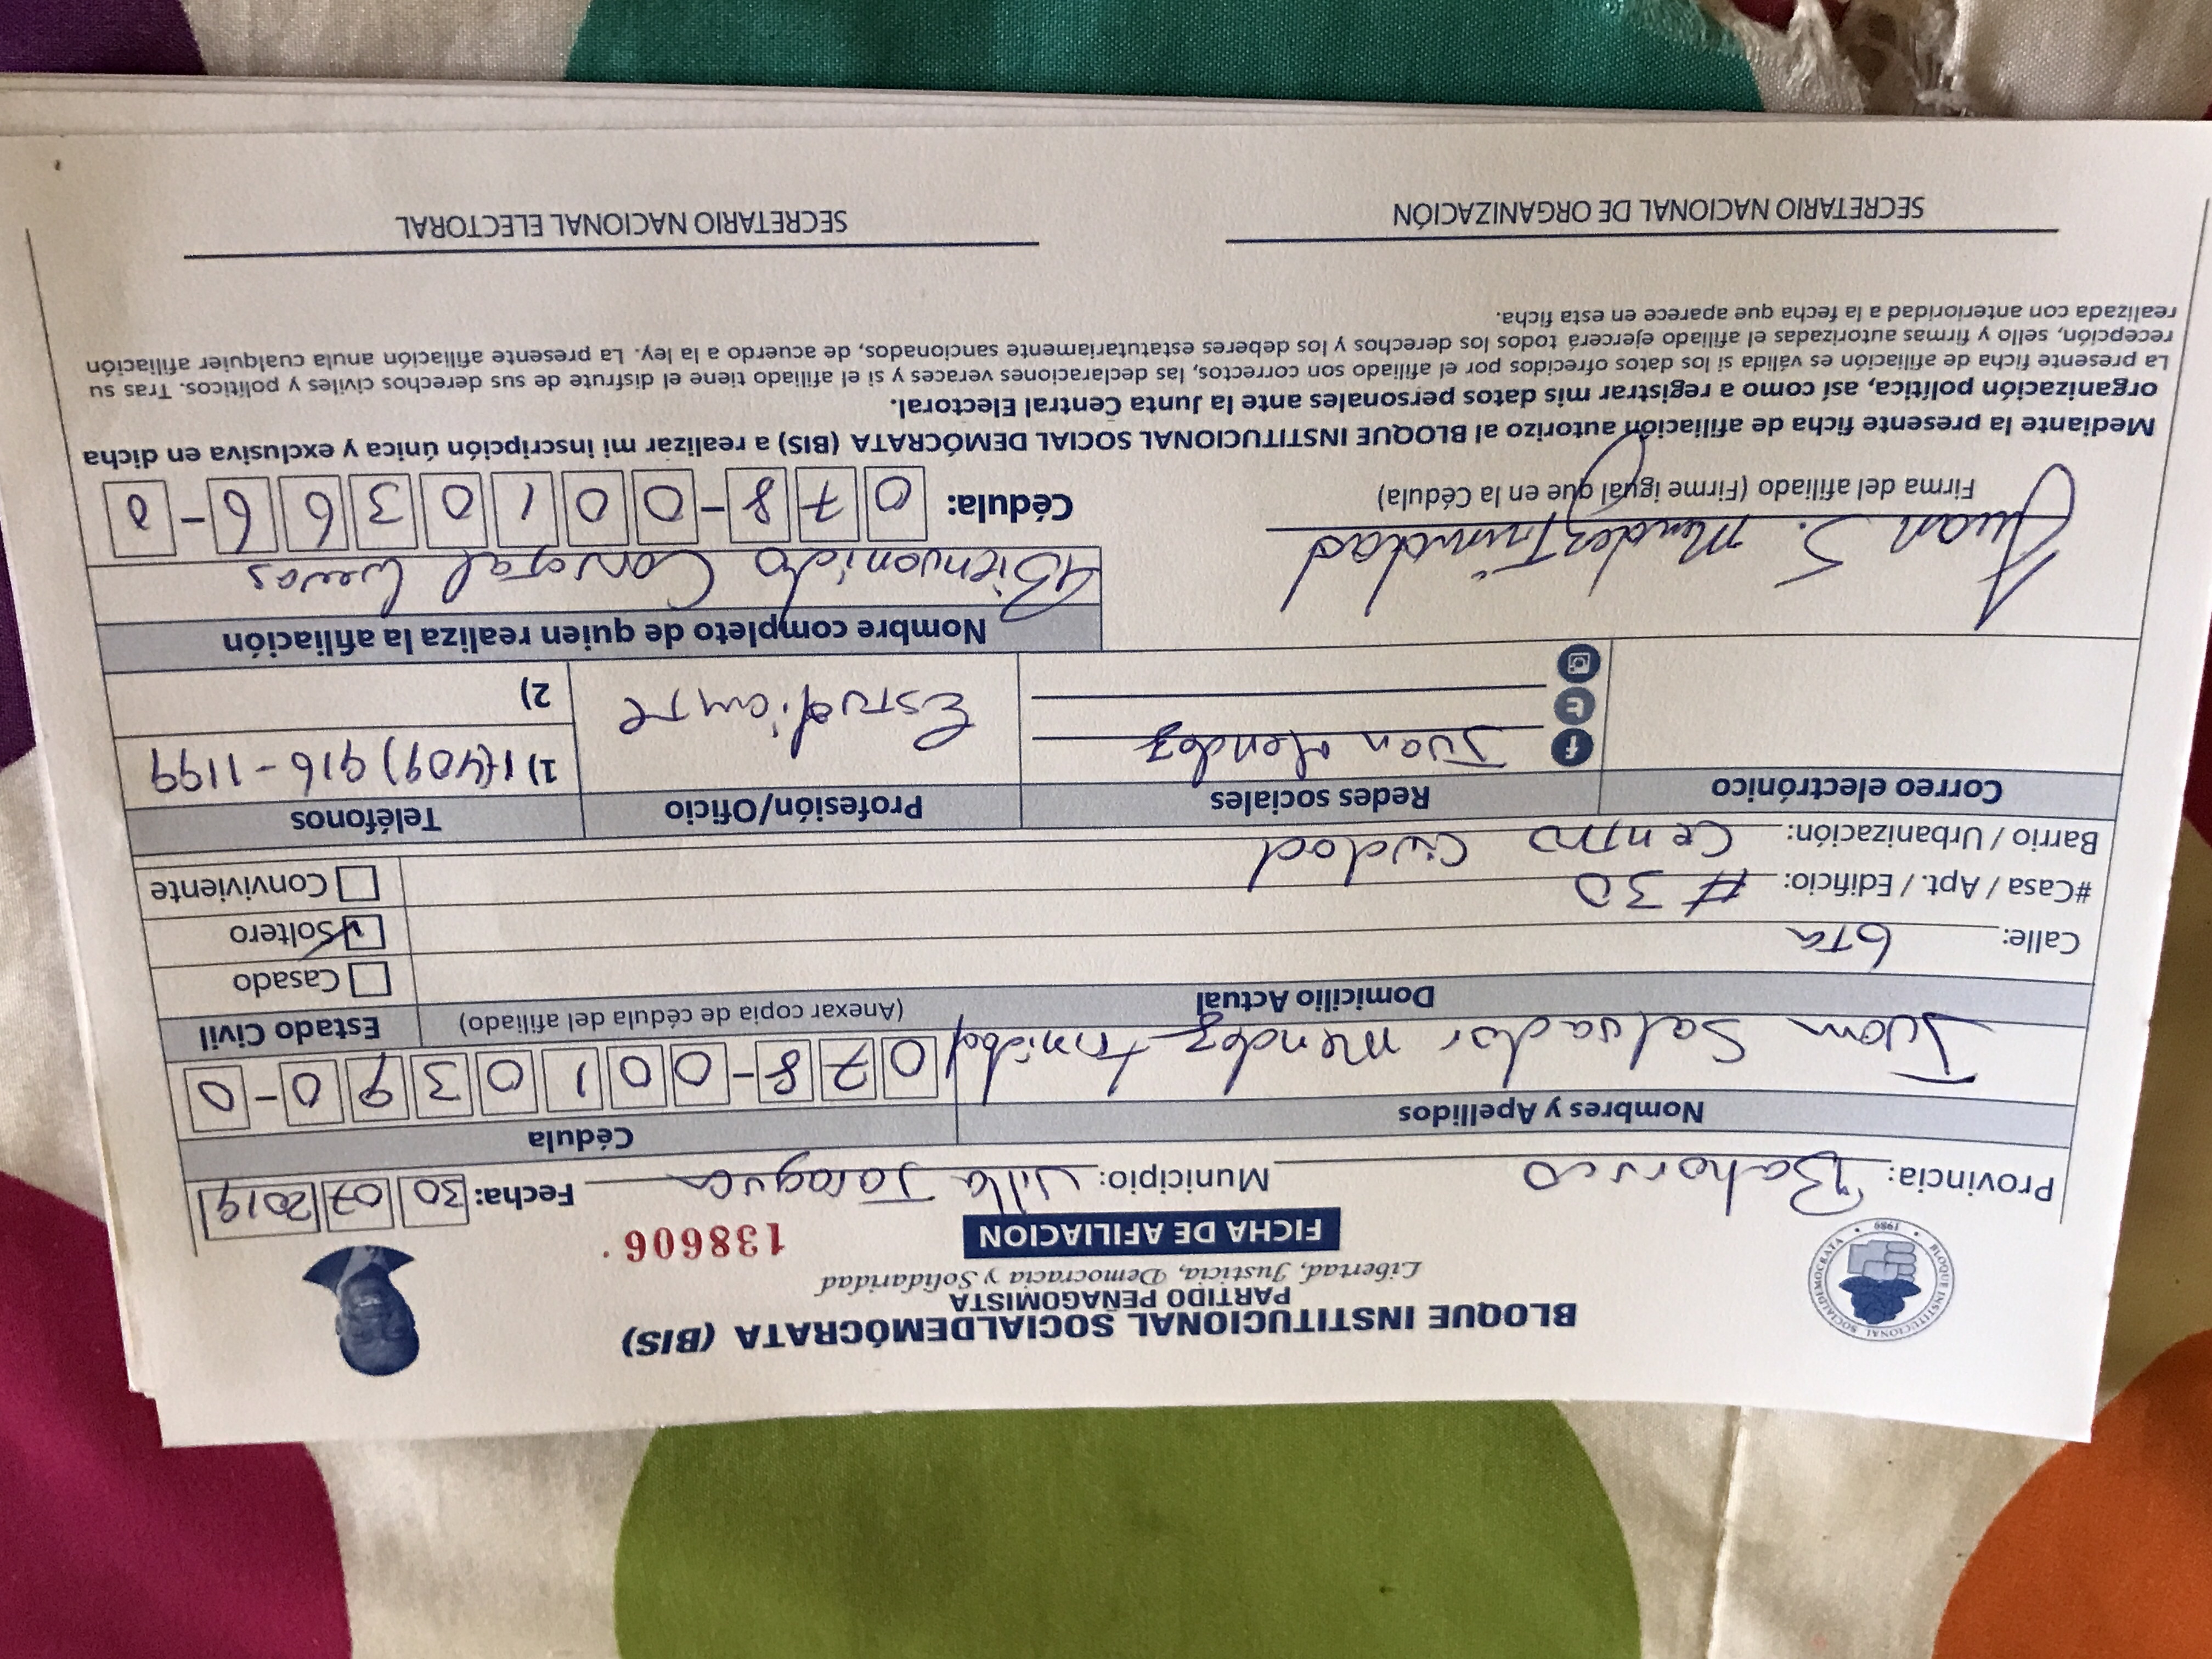 BLOQUE INSTITUCIONAL SOCIALDEMÓCRATA (BIS)
PARTIDO PEÑAGOMISTA
Libertad, Justicia, Democracia y Solidaridad
BLOQUE INSTITUCIONAL SOCIALDEMOCRATA 1989
FICHA DE AFILIACION 138606
Provincia: Bahoruco Municipio: Villa Jaragua Fecha: 30 07 2019
Nombres y Apellidos Cédula
Juan Salvador Mendez trinidad 078-0010390-0
Domicilio Actual (Anexar copia de cédula del afiliado) Estado Civil
Calle: 6ta Casado
#Casa / Apt. / Edificio: #30 Soltero
Barrio / Urbanización: Centro Ciudad Conviviente
Correo electrónico Redes sociales Profesión/Oficio Teléfonos
Juan Mendez Estudiante 1) 1(409) 916-1199
2)
Nombre completo de quien realiza la afiliación
Juan S. Mendez Trinidad Bienvenido Carvajal
Firma del afiliado (Firme igual que en la Cédula) Cédula: 078-0010366-0
Mediante la presente ficha de afiliación autorizo al BLOQUE INSTITUCIONAL SOCIAL DEMÓCRATA (BIS) a realizar mi inscripción única y exclusiva en dicha
organización política, así como a registrar mis datos personales ante la Junta Central Electoral.
La presente ficha de afiliación es válida si los datos ofrecidos por el afiliado son correctos, las declaraciones veraces y si el afiliado tiene el disfrute de sus derechos civiles y políticos. Tras su
recepción, sello y firmas autorizadas el afiliado ejercerá todos los derechos y los deberes estatutariamente sancionados, de acuerdo a la ley. La presente afiliación anula cualquier afiliación
realizada con anterioridad a la fecha que aparece en esta ficha.
SECRETARIO NACIONAL DE ORGANIZACIÓN SECRETARIO NACIONAL ELECTORAL